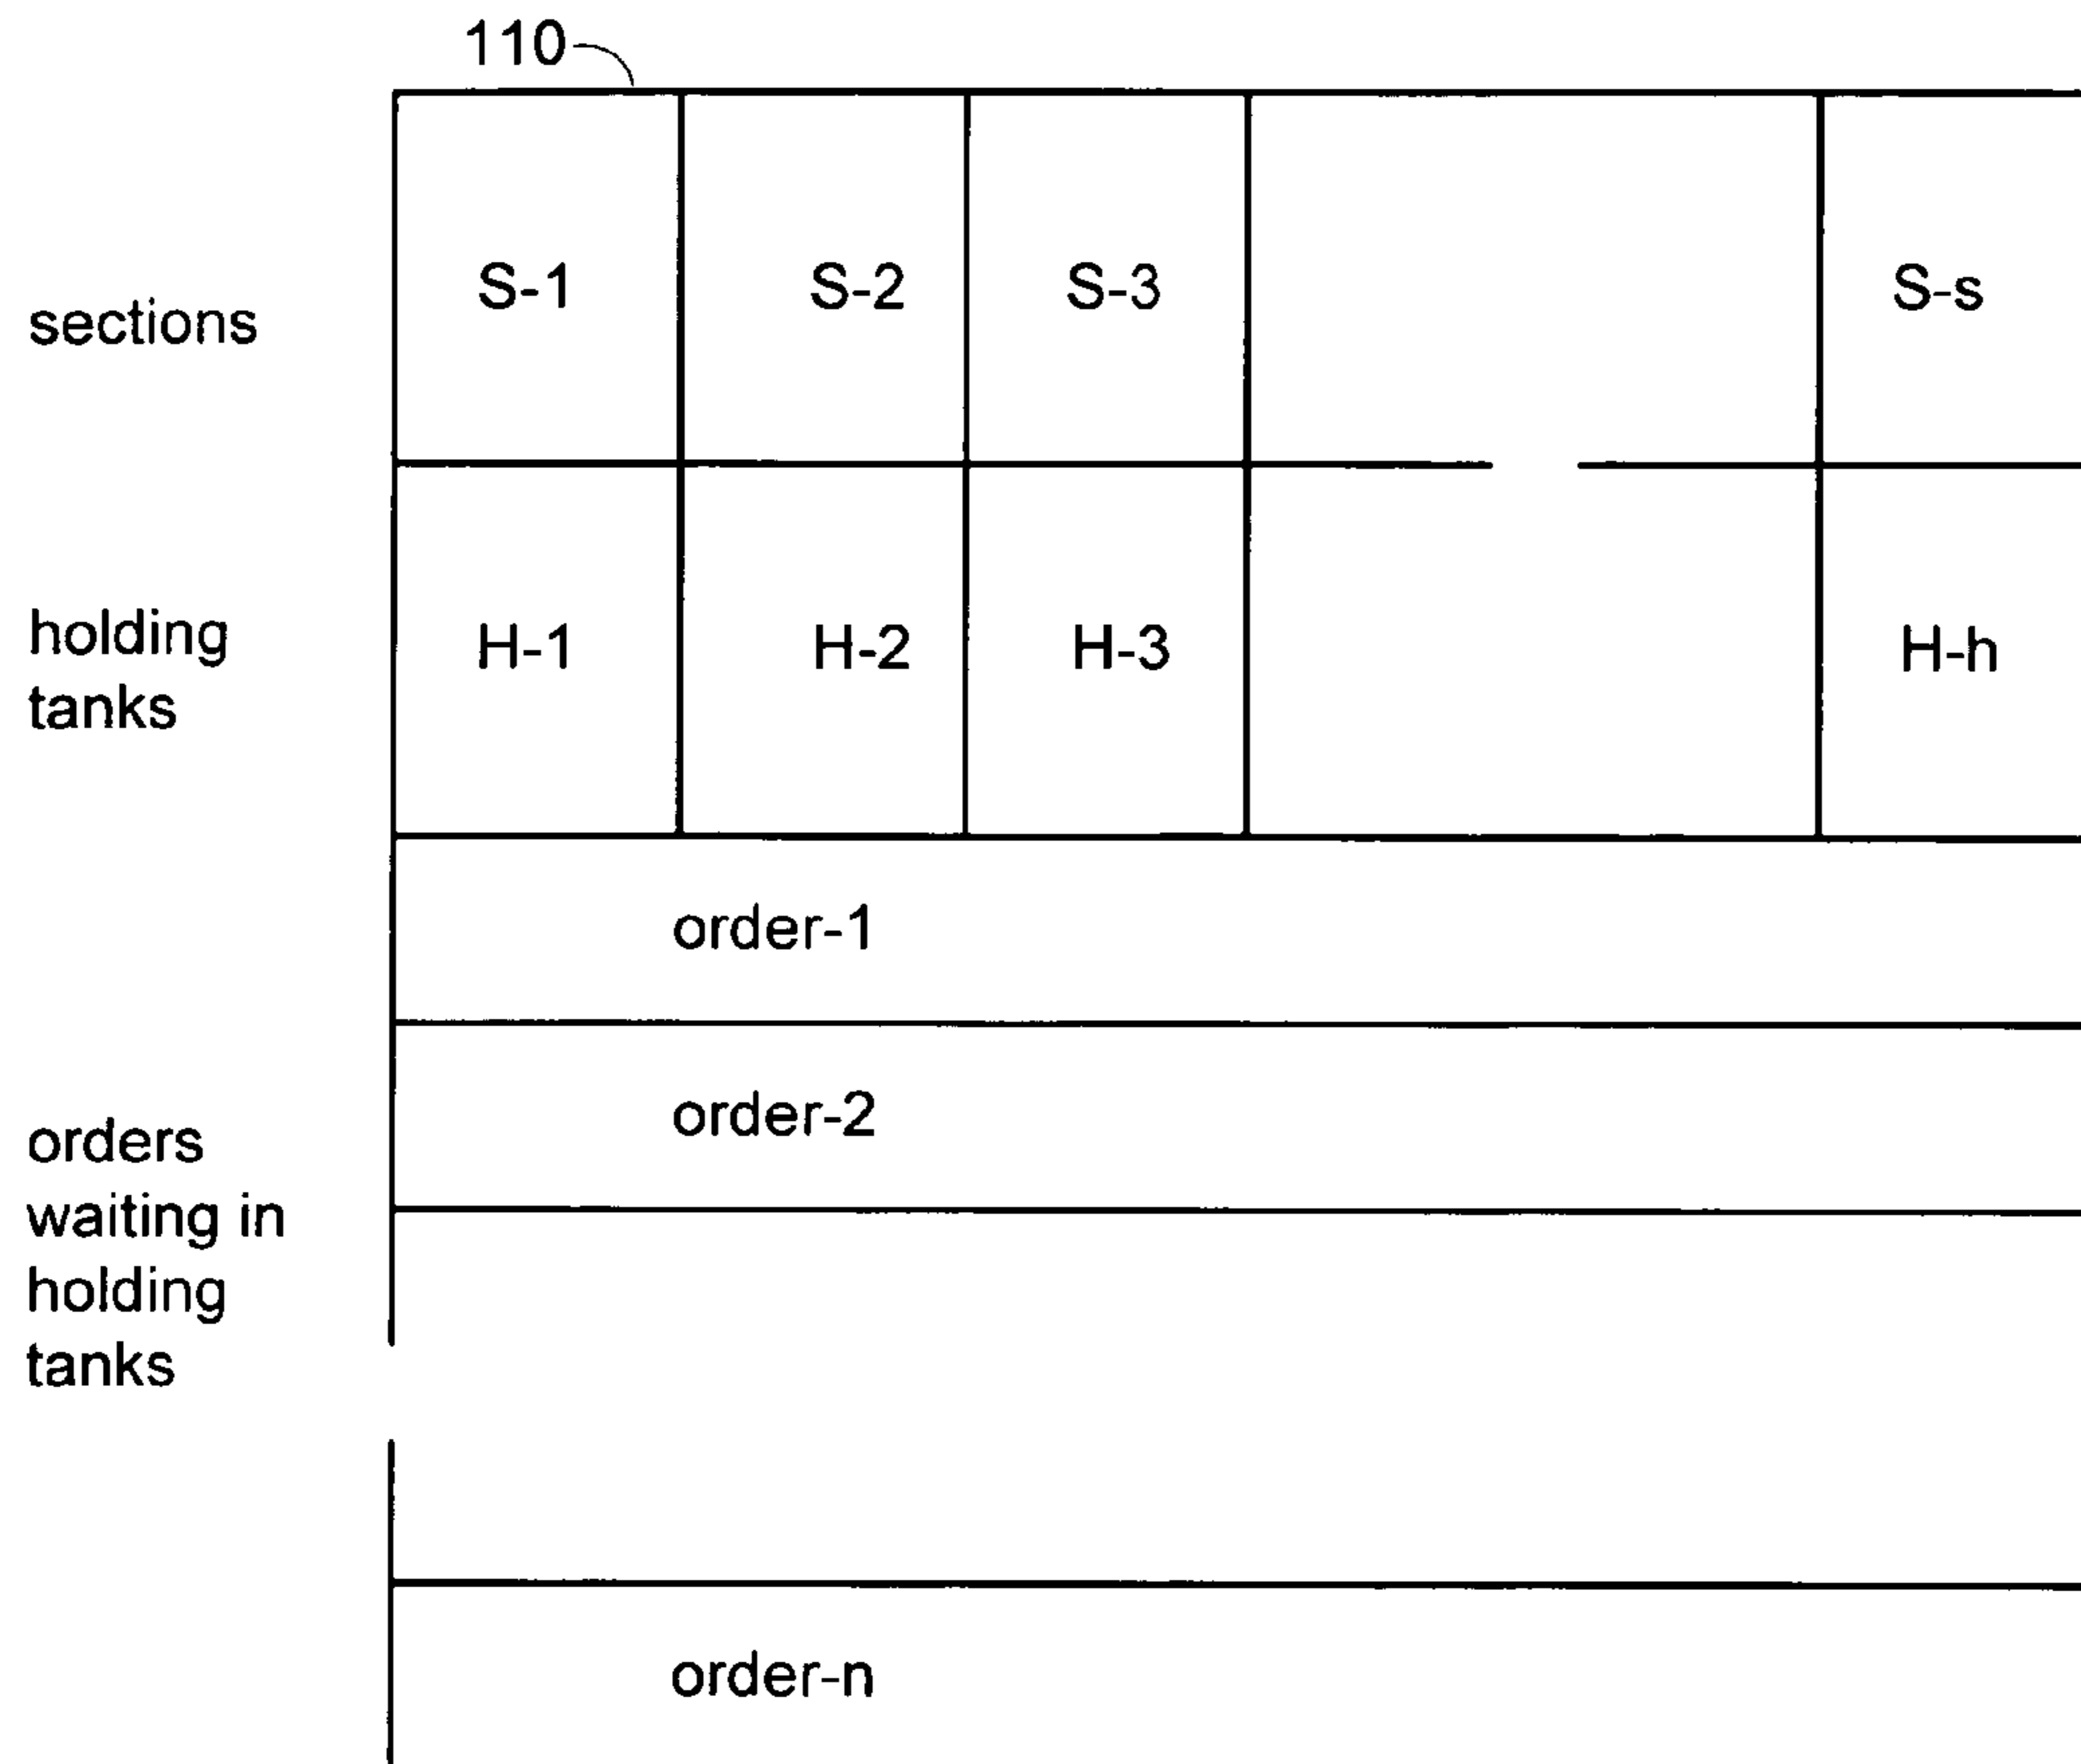 110
sections
S-1
S-2
S-3
S-s
holding
tanks
H-1
H-2
H-3
H-h
order-1
order-2
orders
waiting in
holding
tanks
order-n